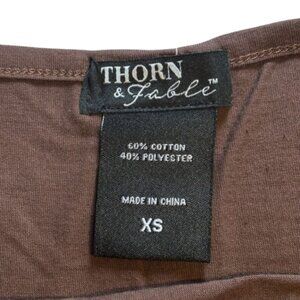 THORN
& Fable™
60% COTTON
40% POLYESTER
MADE IN CHINA
XS